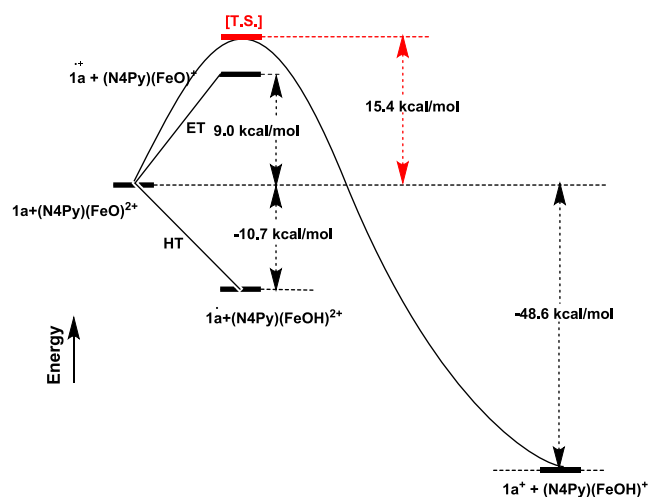 [T.S.]
1a·+ + (N4Py)(FeO)+
ET
9.0 kcal/mol
15.4 kcal/mol
1a+(N4Py)(FeO)2+
HT
-10.7 kcal/mol
1a·+(N4Py)(FeOH)2+
-48.6 kcal/mol
Energy
1a+ + (N4Py)(FeOH)+